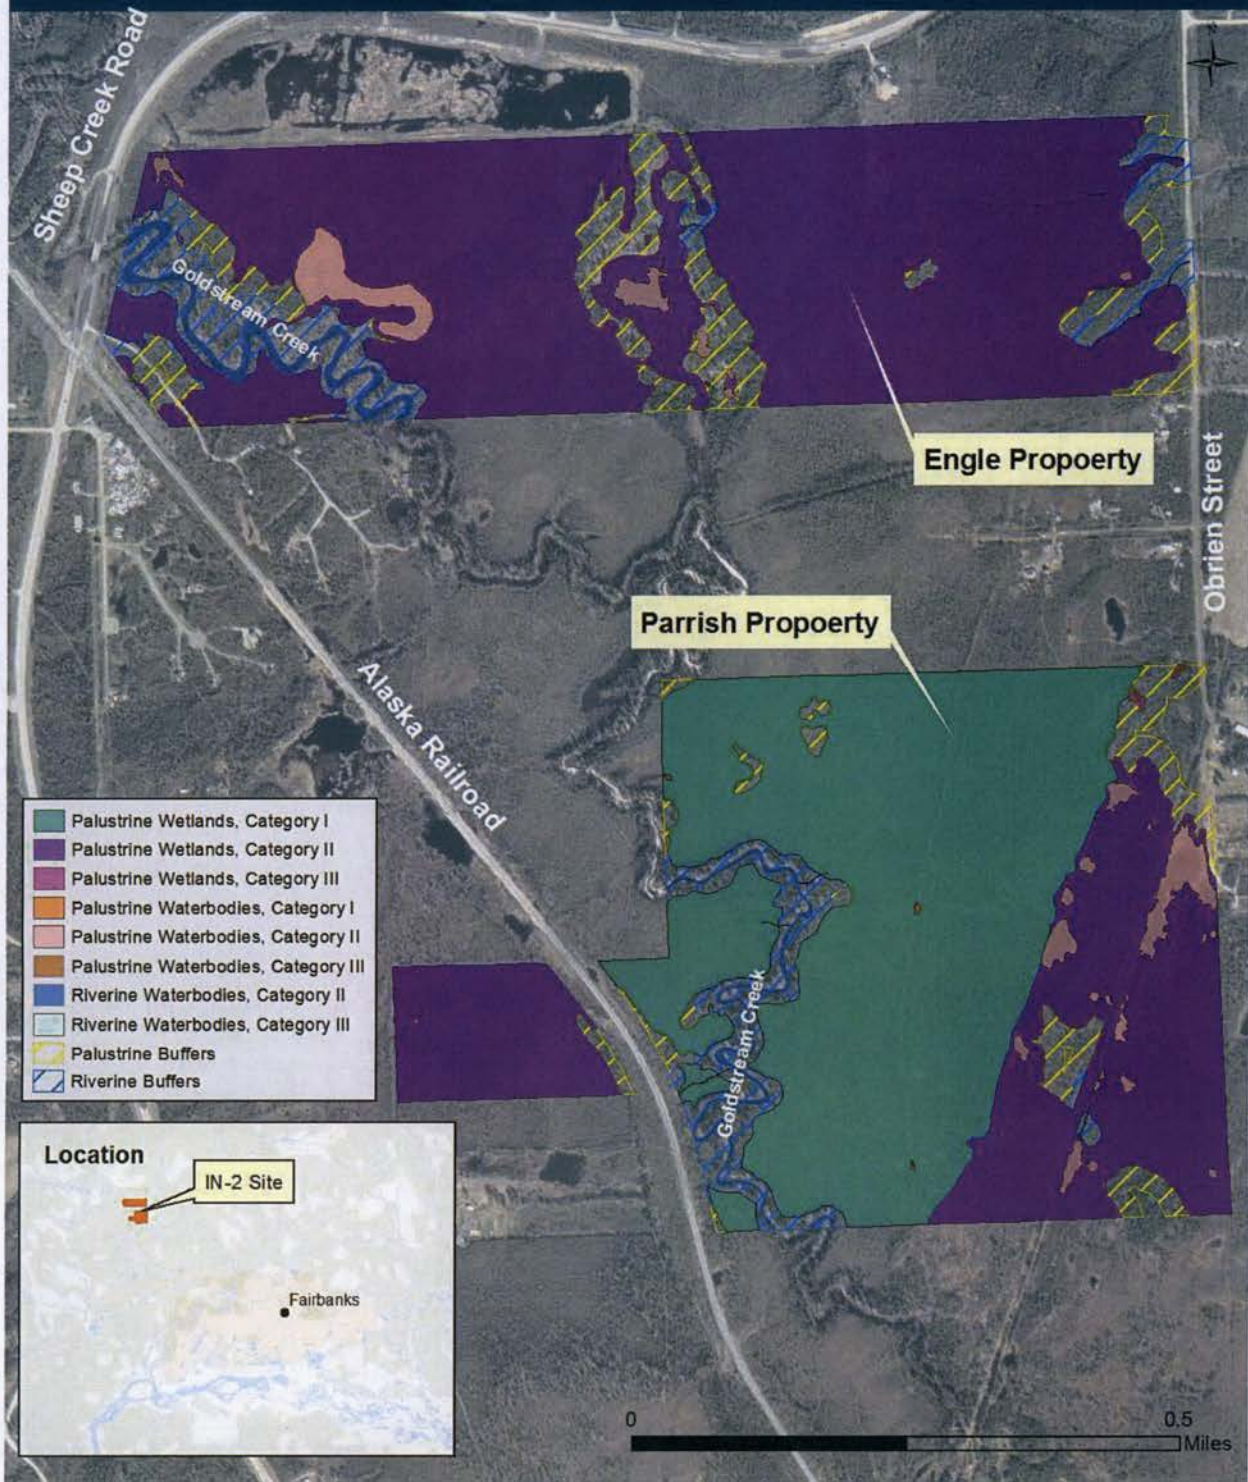 Sheep Creek Road
Goldstream Creek
Engle Propoerty
Obrien Street
Parrish Propoerty
Alaska Railroad
Goldstream Creek
Palustrine Wetlands, Category I
Palustrine Wetlands, Category II
Palustrine Wetlands, Category III
Palustrine Waterbodies, Category I
Palustrine Waterbodies, Category II
Palustrine Waterbodies, Category III
Riverine Waterbodies, Category II
Riverine Waterbodies, Category III
Palustrine Buffers
Riverine Buffers
Location
IN-2 Site
Fairbanks
0
0.5
Miles